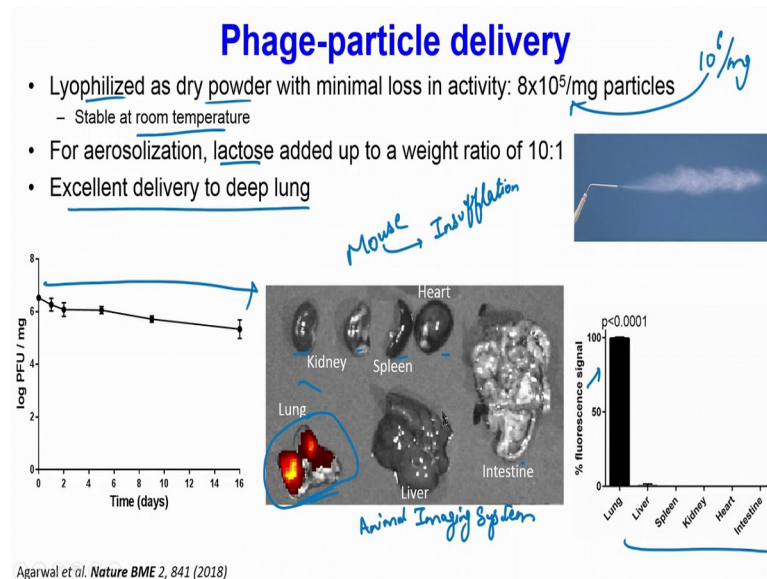 Phage-particle delivery
10^6/mg
• Lyophilized as dry powder with minimal loss in activity: 8x10^5/mg particles
– Stable at room temperature
• For aerosolization, lactose added up to a weight ratio of 10:1
• Excellent delivery to deep lung
Mouse → Insufflation
8
6
4
2
0
log PFU / mg
0 2 4 6 8 10 12 14 16
Time (days)
Heart
Kidney
Spleen
Lung
Liver
Intestine
Animal Imaging System
p<0.0001
100
50
0
% fluorescence signal
Lung
Liver
Spleen
Kidney
Heart
Intestine
Agarwal et al. Nature BME 2, 841 (2018)